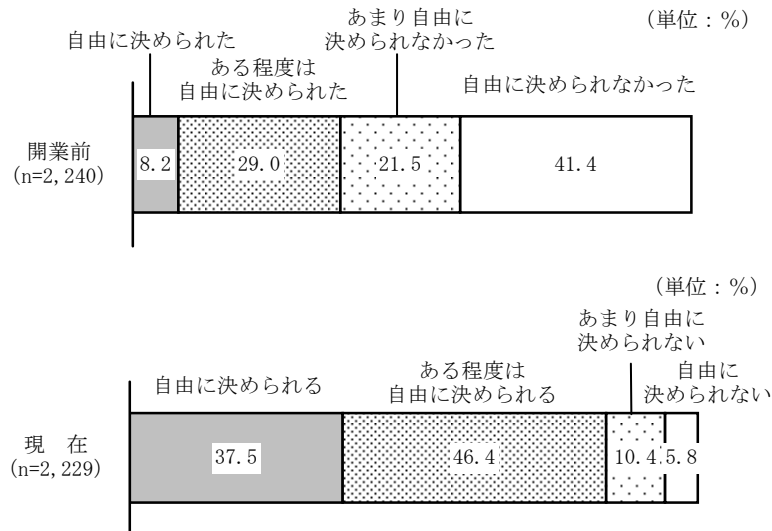 (単位：%)
自由に決められた
ある程度は
自由に決められた
あまり自由に
決められなかった
自由に決められなかった
開業前
(n=2,240)
8.2
29.0
21.5
41.4
(単位：%)
自由に決められる
ある程度は
自由に決められる
あまり自由に
決められない
自由に
決められない
現　在
(n=2,229)
37.5
46.4
10.4
5.8